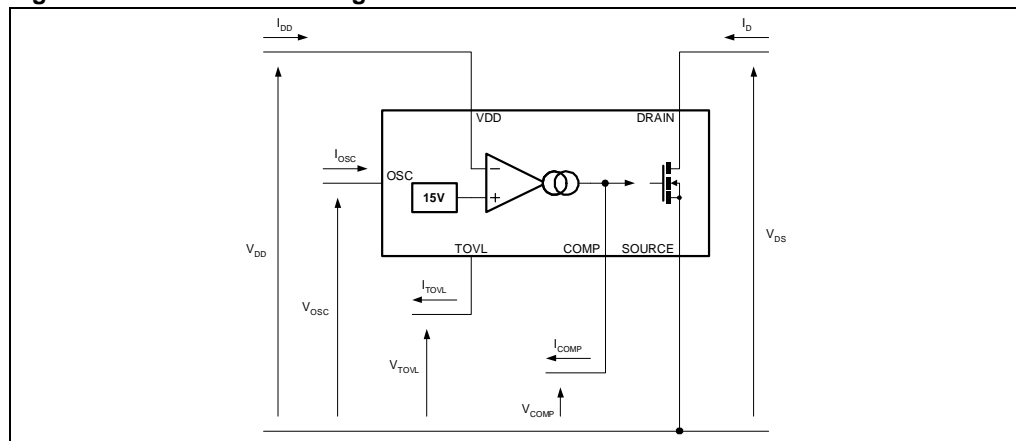 I_DD
I_D
VDD
DRAIN
I_OSC
OSC
−
15V
+
V_DD
TOVL
COMP
SOURCE
V_DS
I_TOVL
V_OSC
I_COMP
V_TOVL
V_COMP